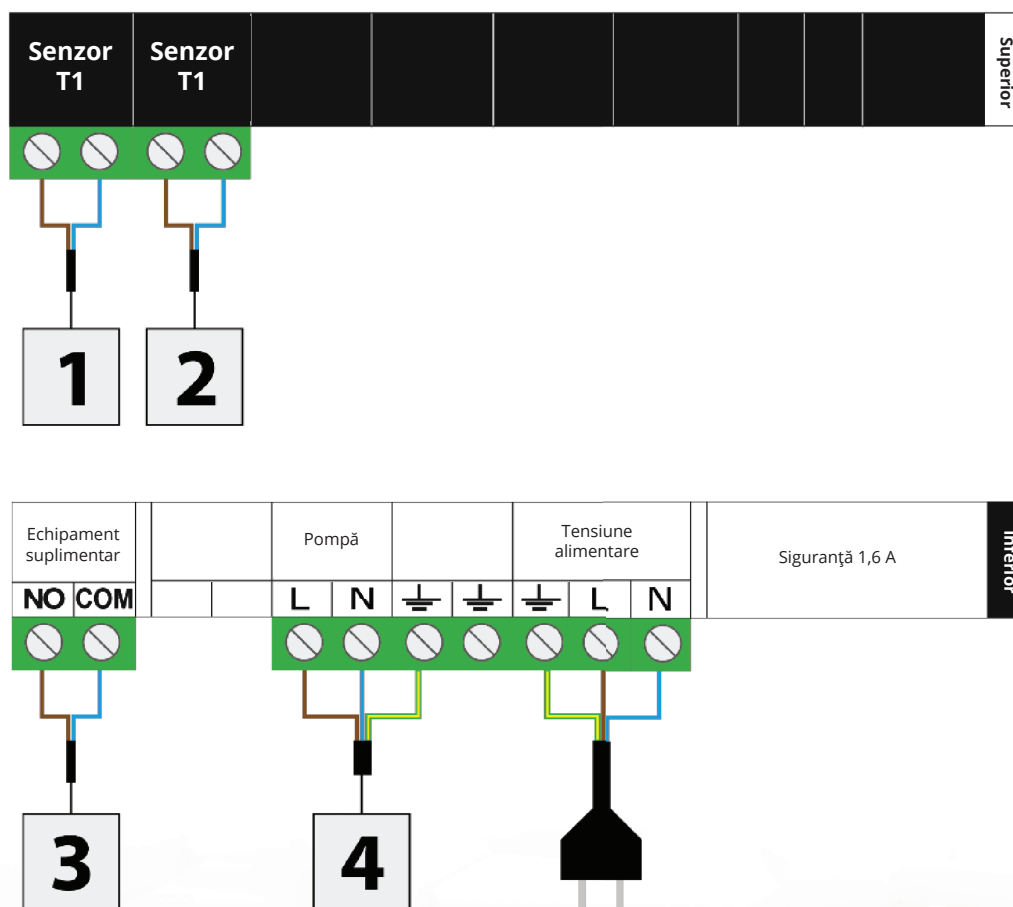 Senzor
T1
Senzor
T1
Superior
1
2
Echipament
suplimentar
Pompă
Tensiune
alimentare
Siguranţă 1,6 A
Inferior
NO COM
L N L N
3
4